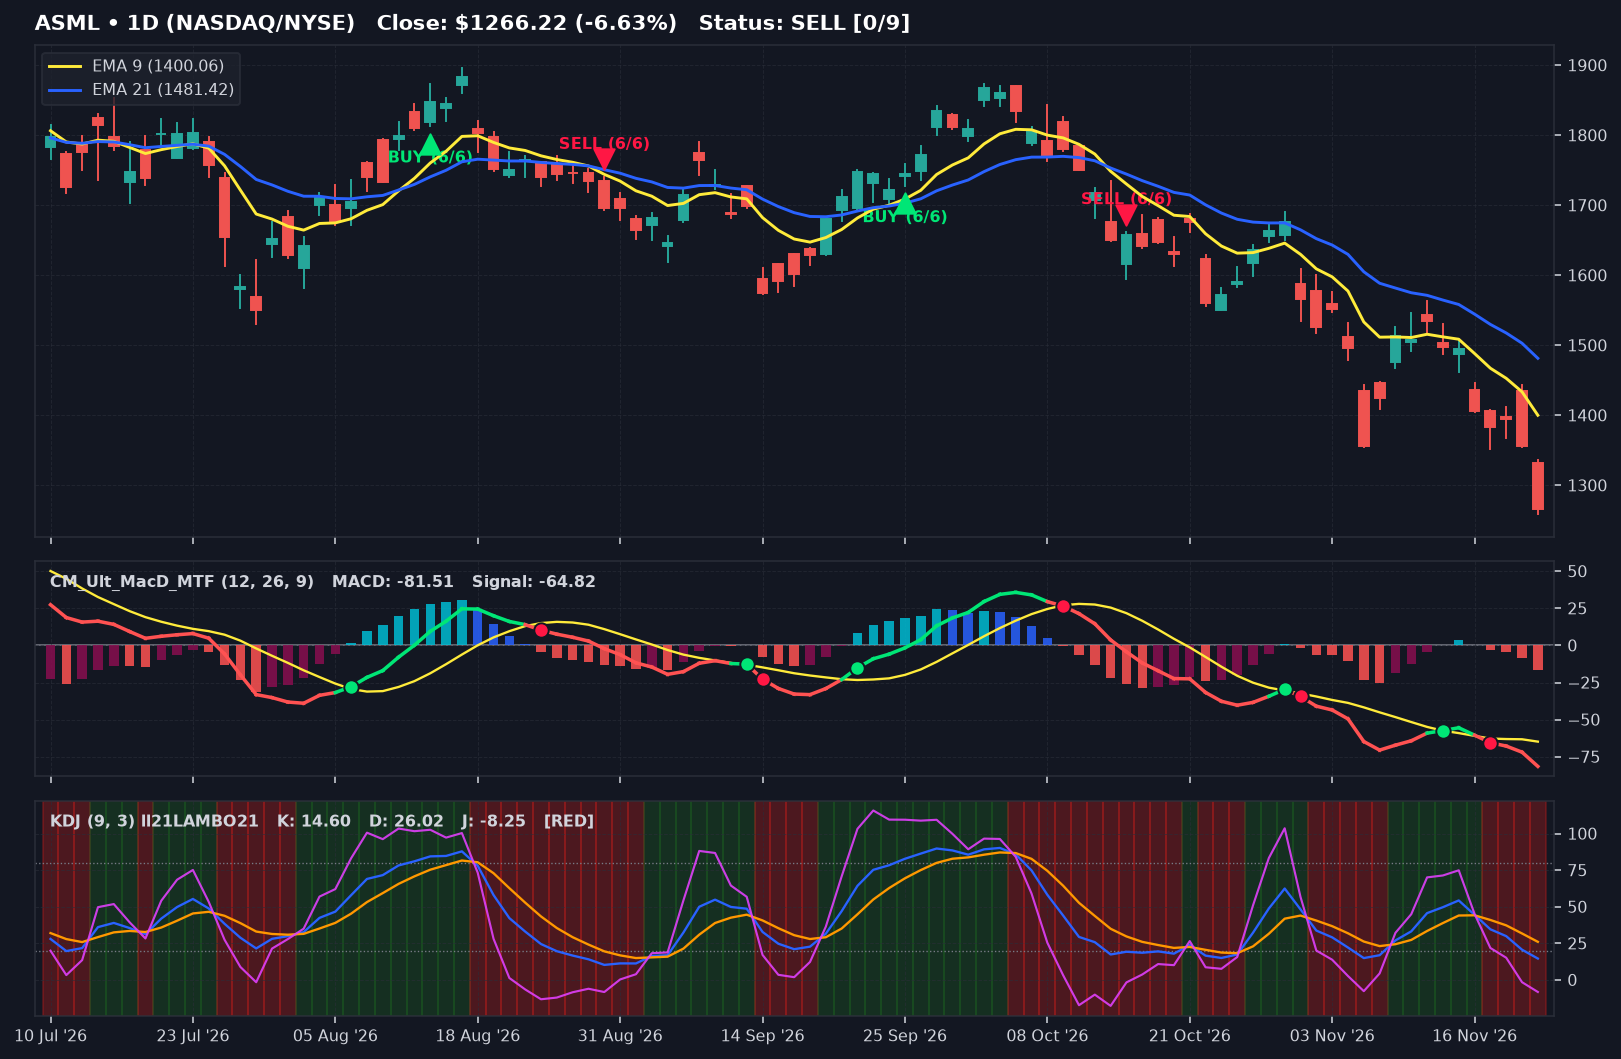 ASML • 1D (NASDAQ/NYSE)   Close: $1266.22 (-6.63%)   Status: SELL [0/9]
EMA 9 (1400.06)
EMA 21 (1481.42)
1900
1800
1700
1600
1500
1400
1300
BUY (6/6)
SELL (6/6)
BUY (6/6)
SELL (6/6)
CM_Ult_MacD_MTF (12, 26, 9)   MACD: -81.51   Signal: -64.82
50
25
0
−25
−50
−75
KDJ (9, 3) II21LAMBO21   K: 14.60   D: 26.02   J: -8.25   [RED]
100
75
50
25
0
10 Jul '26
23 Jul '26
05 Aug '26
18 Aug '26
31 Aug '26
14 Sep '26
25 Sep '26
08 Oct '26
21 Oct '26
03 Nov '26
16 Nov '26